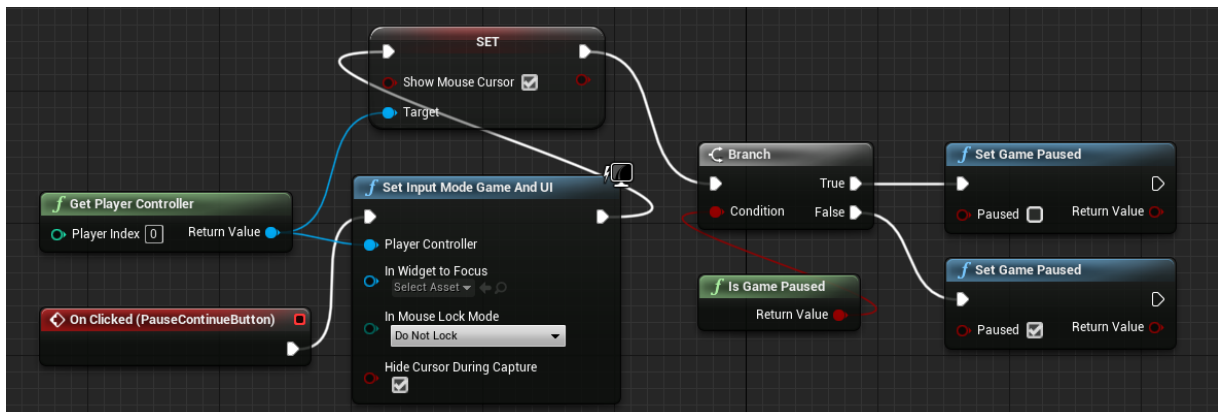 SET
Show Mouse Cursor
Target
Get Player Controller
Player Index 0 Return Value
On Clicked (PauseContinueButton)
f Set Input Mode Game And UI
Player Controller
In Widget to Focus
Select Asset
In Mouse Lock Mode
Do Not Lock
Hide Cursor During Capture
Branch
True
Condition False
f Is Game Paused
Return Value
f Set Game Paused
Paused Return Value
f Set Game Paused
Paused Return Value